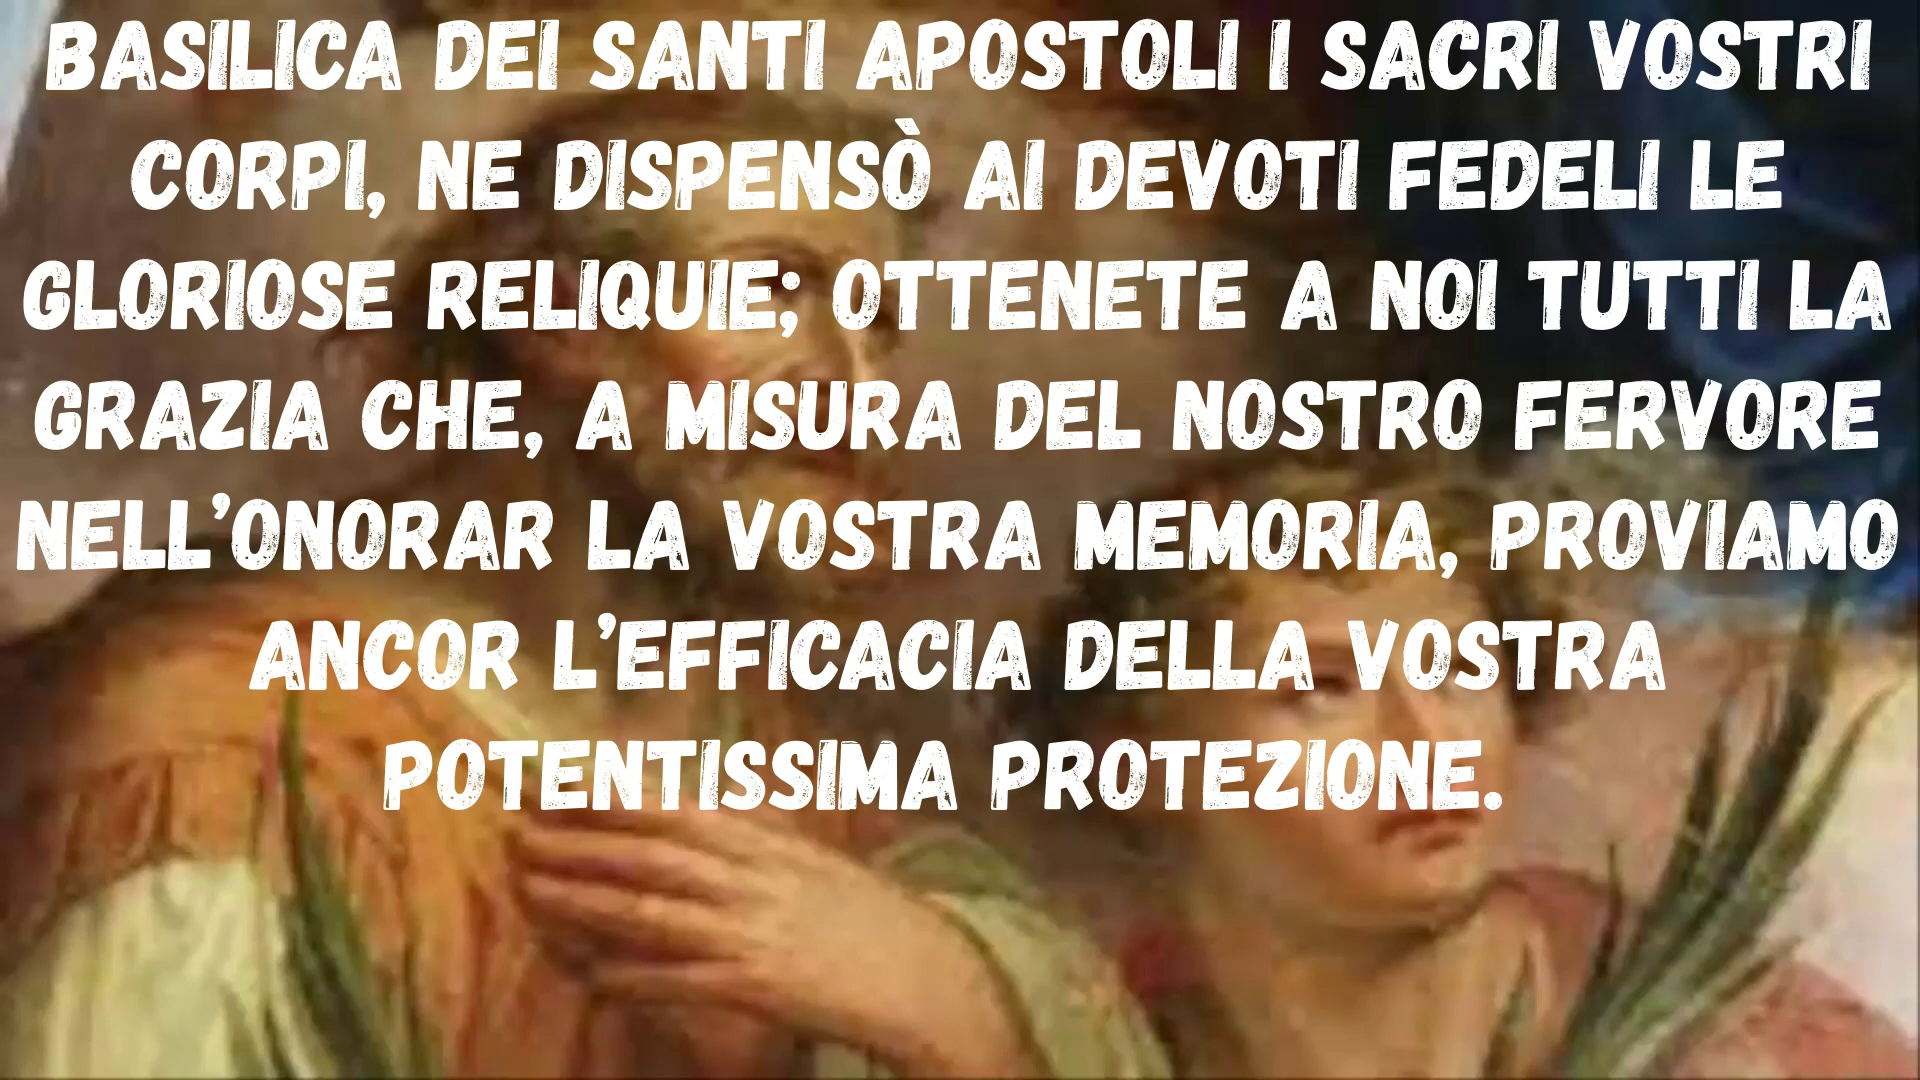 BASILICA DEI SANTI APOSTOLI I SACRI VOSTRI
CORPI, NE DISPENSÒ AI DEVOTI FEDELI LE
GLORIOSE RELIQUIE; OTTENETE A NOI TUTTI LA
GRAZIA CHE, A MISURA DEL NOSTRO FERVORE
NELL'ONORAR LA VOSTRA MEMORIA, PROVIAMO
ANCOR L'EFFICACIA DELLA VOSTRA
POTENTISSIMA PROTEZIONE.